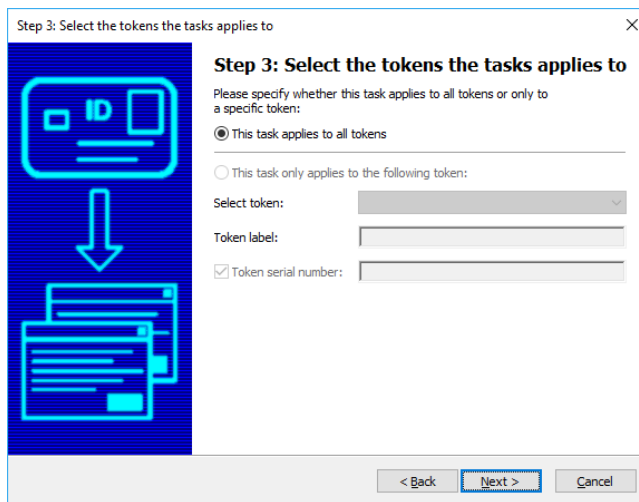 Step 3: Select the tokens the tasks applies to
ID
Step 3: Select the tokens the tasks applies to
Please specify whether this task applies to all tokens or only to
a specific token:
This task applies to all tokens
This task only applies to the following token:
Select token:
Token label:
Token serial number:
< Back
Next >
Cancel